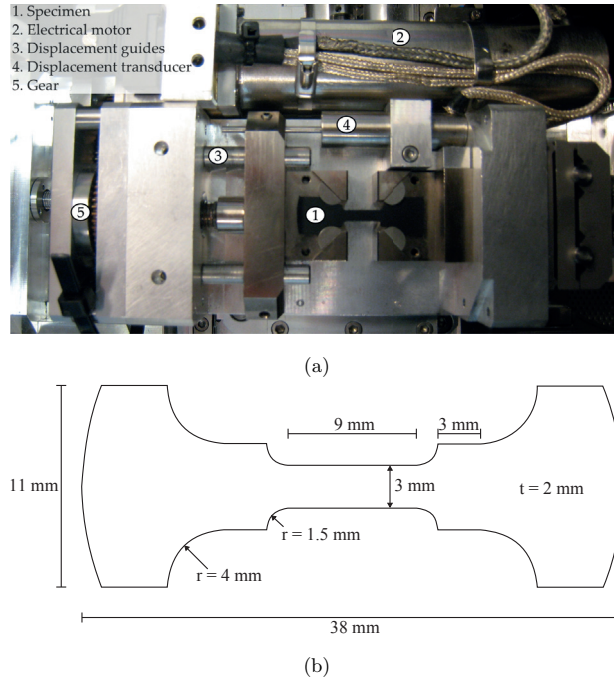 1. Specimen
2. Electrical motor
3. Displacement guides
4. Displacement transducer
5. Gear
2
4
3
1
5
(a)
9 mm
3 mm
11 mm
3 mm
t = 2 mm
r = 1.5 mm
r = 4 mm
38 mm
(b)